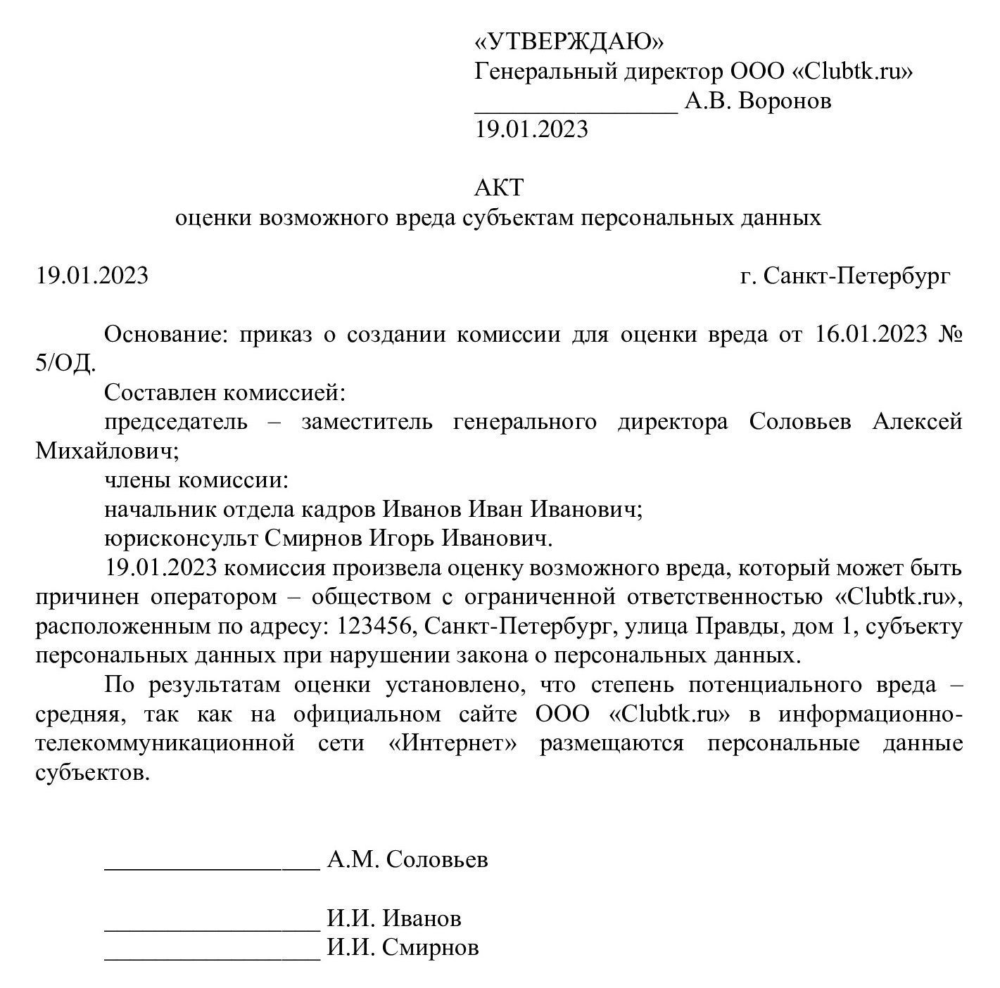 «УТВЕРЖДАЮ»
Генеральный директор ООО «Clubtk.ru»
________________ А.В. Воронов
19.01.2023
АКТ
оценки возможного вреда субъектам персональных данных
19.01.2023 г. Санкт-Петербург
Основание: приказ о создании комиссии для оценки вреда от 16.01.2023 №
5/ОД.
Составлен комиссией:
председатель – заместитель генерального директора Соловьев Алексей
Михайлович;
члены комиссии:
начальник отдела кадров Иванов Иван Иванович;
юрисконсульт Смирнов Игорь Иванович.
19.01.2023 комиссия произвела оценку возможного вреда, который может быть
причинен оператором – обществом с ограниченной ответственностью «Clubtk.ru»,
расположенным по адресу: 123456, Санкт-Петербург, улица Правды, дом 1, субъекту
персональных данных при нарушении закона о персональных данных.
По результатам оценки установлено, что степень потенциального вреда –
средняя, так как на официальном сайте ООО «Clubtk.ru» в информационно-
телекоммуникационной сети «Интернет» размещаются персональные данные
субъектов.
_________________ А.М. Соловьев
_________________ И.И. Иванов
_________________ И.И. Смирнов